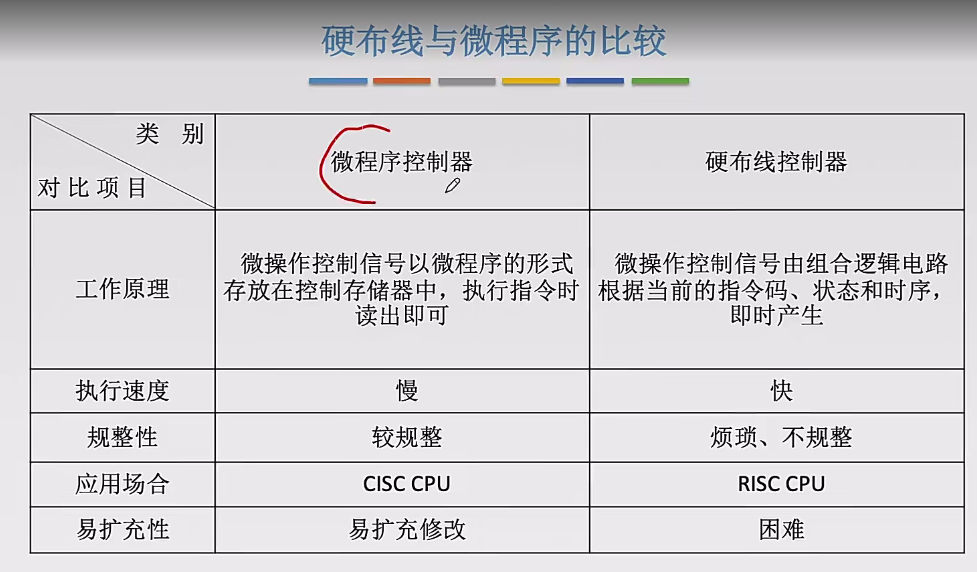 硬布线与微程序的比较
类 别
对比项目
微程序控制器
硬布线控制器
工作原理
微操作控制信号以微程序的形式
存放在控制存储器中，执行指令时
读出即可
微操作控制信号由组合逻辑电路
根据当前的指令码、状态和时序，
即时产生
执行速度
慢
快
规整性
较规整
烦琐、不规整
应用场合
CISC CPU
RISC CPU
易扩充性
易扩充修改
困难